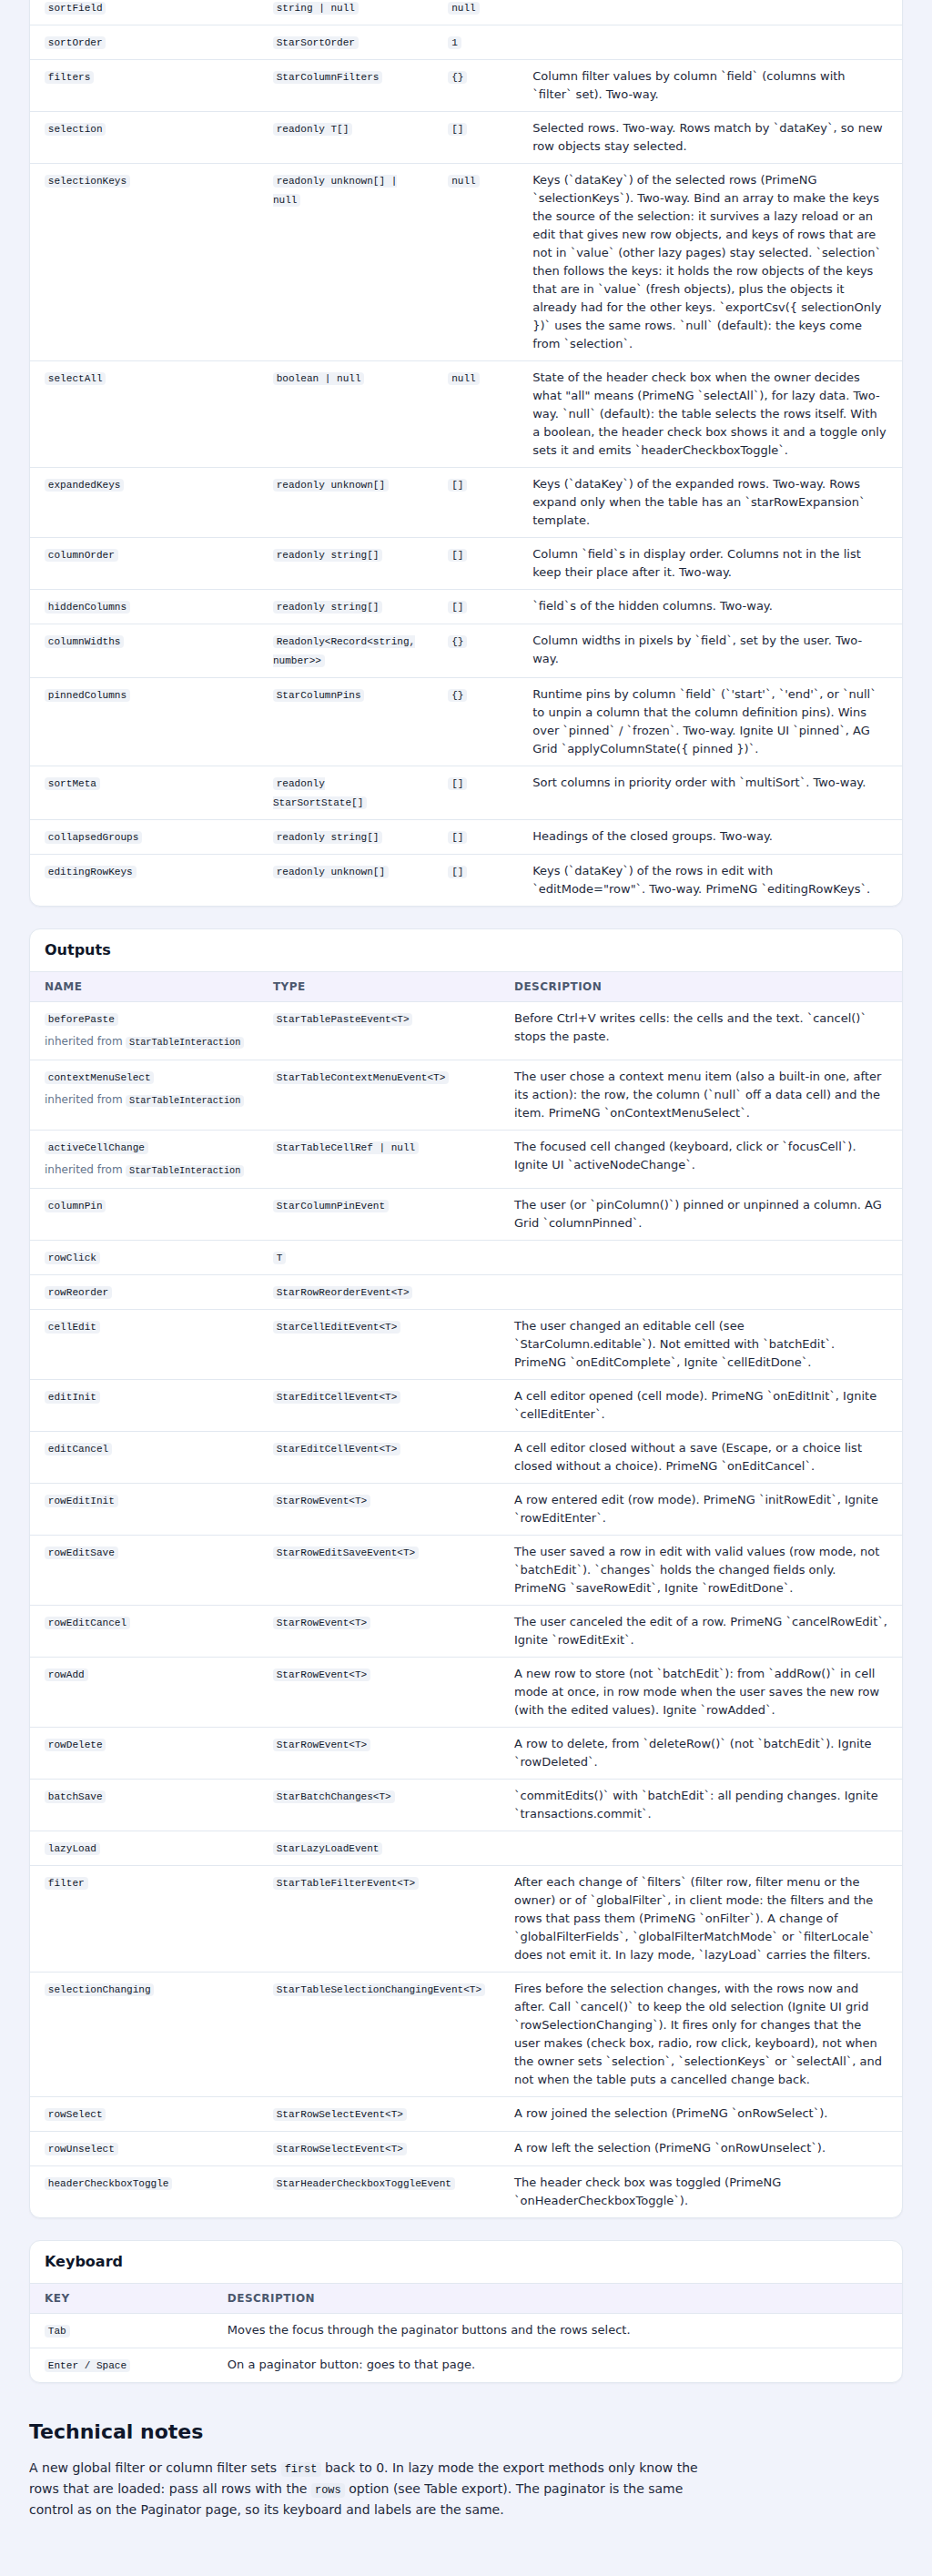 sortField string | null null
sortOrder StarSortOrder 1
filters StarColumnFilters {} Column filter values by column `field` (columns with
`filter` set). Two-way.
selection readonly T[] [] Selected rows. Two-way. Rows match by `dataKey`, so new
row objects stay selected.
selectionKeys readonly unknown[] | null null Keys (`dataKey`) of the selected rows (PrimeNG
`selectionKeys`). Two-way. Bind an array to make the keys
the source of the selection: it survives a lazy reload or an
edit that gives new row objects, and keys of rows that are
not in `value` (other lazy pages) stay selected. `selection`
then follows the keys: it holds the row objects of the keys
that are in `value` (fresh objects), plus the objects it
already had for the other keys. `exportCsv({ selectionOnly
})` uses the same rows. `null` (default): the keys come
from `selection`.
selectAll boolean | null null State of the header check box when the owner decides
what "all" means (PrimeNG `selectAll`), for lazy data. Two-
way. `null` (default): the table selects the rows itself. With
a boolean, the header check box shows it and a toggle only
sets it and emits `headerCheckboxToggle`.
expandedKeys readonly unknown[] [] Keys (`dataKey`) of the expanded rows. Two-way. Rows
expand only when the table has an `starRowExpansion`
template.
columnOrder readonly string[] [] Column `field`s in display order. Columns not in the list
keep their place after it. Two-way.
hiddenColumns readonly string[] [] `field`s of the hidden columns. Two-way.
columnWidths Readonly<Record<string, number>> {} Column widths in pixels by `field`, set by the user. Two-
way.
pinnedColumns StarColumnPins {} Runtime pins by column `field` (`'start'`, `'end'`, or `null`
to unpin a column that the column definition pins). Wins
over `pinned` / `frozen`. Two-way. Ignite UI `pinned`, AG
Grid `applyColumnState({ pinned })`.
sortMeta readonly StarSortState[] [] Sort columns in priority order with `multiSort`. Two-way.
collapsedGroups readonly string[] [] Headings of the closed groups. Two-way.
editingRowKeys readonly unknown[] [] Keys (`dataKey`) of the rows in edit with
`editMode="row"`. Two-way. PrimeNG `editingRowKeys`.
Outputs
NAME TYPE DESCRIPTION
beforePaste StarTablePasteEvent<T> Before Ctrl+V writes cells: the cells and the text. `cancel()`
stops the paste.
inherited from StarTableInteraction
contextMenuSelect StarTableContextMenuEvent<T> The user chose a context menu item (also a built-in one, after
its action): the row, the column (`null` off a data cell) and the
item. PrimeNG `onContextMenuSelect`.
inherited from StarTableInteraction
activeCellChange StarTableCellRef | null The focused cell changed (keyboard, click or `focusCell`).
Ignite UI `activeNodeChange`.
inherited from StarTableInteraction
columnPin StarColumnPinEvent The user (or `pinColumn()`) pinned or unpinned a column. AG
Grid `columnPinned`.
rowClick T
rowReorder StarRowReorderEvent<T>
cellEdit StarCellEditEvent<T> The user changed an editable cell (see
`StarColumn.editable`). Not emitted with `batchEdit`.
PrimeNG `onEditComplete`, Ignite `cellEditDone`.
editInit StarEditCellEvent<T> A cell editor opened (cell mode). PrimeNG `onEditInit`, Ignite
`cellEditEnter`.
editCancel StarEditCellEvent<T> A cell editor closed without a save (Escape, or a choice list
closed without a choice). PrimeNG `onEditCancel`.
rowEditInit StarRowEvent<T> A row entered edit (row mode). PrimeNG `initRowEdit`, Ignite
`rowEditEnter`.
rowEditSave StarRowEditSaveEvent<T> The user saved a row in edit with valid values (row mode, not
`batchEdit`). `changes` holds the changed fields only.
PrimeNG `saveRowEdit`, Ignite `rowEditDone`.
rowEditCancel StarRowEvent<T> The user canceled the edit of a row. PrimeNG `cancelRowEdit`,
Ignite `rowEditExit`.
rowAdd StarRowEvent<T> A new row to store (not `batchEdit`): from `addRow()` in cell
mode at once, in row mode when the user saves the new row
(with the edited values). Ignite `rowAdded`.
rowDelete StarRowEvent<T> A row to delete, from `deleteRow()` (not `batchEdit`). Ignite
`rowDeleted`.
batchSave StarBatchChanges<T> `commitEdits()` with `batchEdit`: all pending changes. Ignite
`transactions.commit`.
lazyLoad StarLazyLoadEvent
filter StarTableFilterEvent<T> After each change of `filters` (filter row, filter menu or the
owner) or of `globalFilter`, in client mode: the filters and the
rows that pass them (PrimeNG `onFilter`). A change of
`globalFilterFields`, `globalFilterMatchMode` or `filterLocale`
does not emit it. In lazy mode, `lazyLoad` carries the filters.
selectionChanging StarTableSelectionChangingEvent<T> Fires before the selection changes, with the rows now and
after. Call `cancel()` to keep the old selection (Ignite UI grid
`rowSelectionChanging`). It fires only for changes that the
user makes (check box, radio, row click, keyboard), not when
the owner sets `selection`, `selectionKeys` or `selectAll`, and
not when the table puts a cancelled change back.
rowSelect StarRowSelectEvent<T> A row joined the selection (PrimeNG `onRowSelect`).
rowUnselect StarRowSelectEvent<T> A row left the selection (PrimeNG `onRowUnselect`).
headerCheckboxToggle StarHeaderCheckboxToggleEvent The header check box was toggled (PrimeNG
`onHeaderCheckboxToggle`).
Keyboard
KEY DESCRIPTION
Tab Moves the focus through the paginator buttons and the rows select.
Enter / Space On a paginator button: goes to that page.
Technical notes
A new global filter or column filter sets first back to 0. In lazy mode the export methods only know the
rows that are loaded: pass all rows with the rows option (see Table export). The paginator is the same
control as on the Paginator page, so its keyboard and labels are the same.